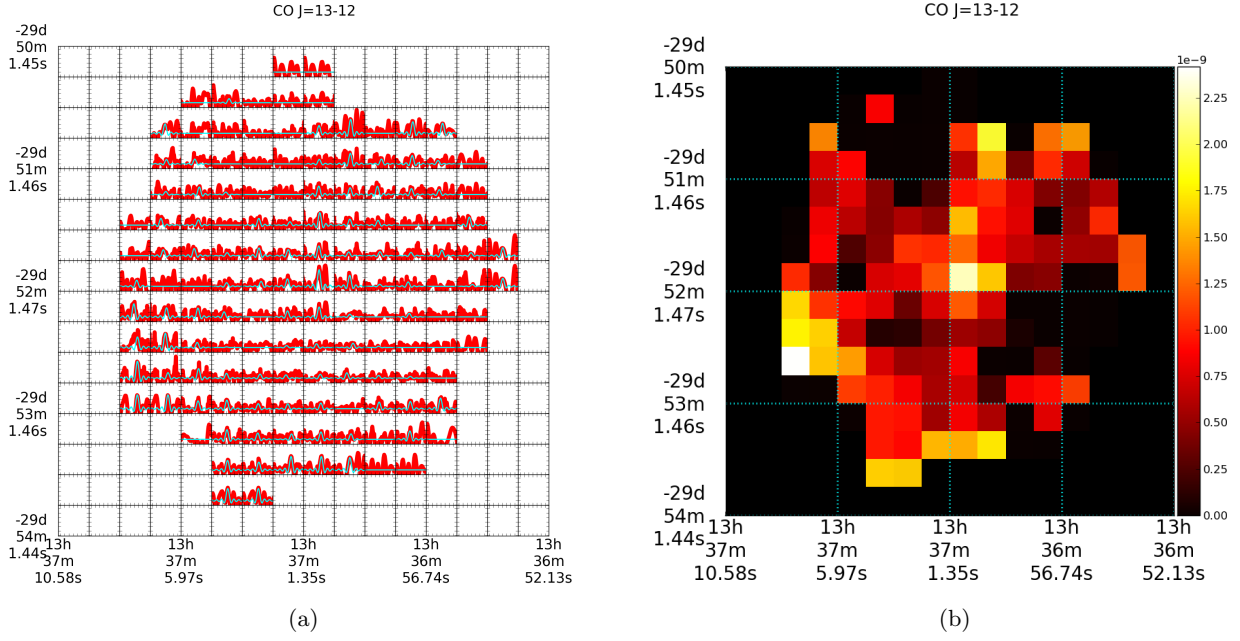 CO J=13-12
-29d
50m
1.45s
-29d
51m
1.46s
-29d
52m
1.47s
-29d
53m
1.46s
-29d
54m
1.44s
13h
37m
10.58s
13h
37m
5.97s
13h
37m
1.35s
13h
36m
56.74s
13h
36m
52.13s
(a)
CO J=13-12
-29d
50m
1.45s
-29d
51m
1.46s
-29d
52m
1.47s
-29d
53m
1.46s
-29d
54m
1.44s
13h
37m
10.58s
13h
37m
5.97s
13h
37m
1.35s
13h
36m
56.74s
13h
36m
52.13s
1e−9
2.25
2.00
1.75
1.50
1.25
1.00
0.75
0.50
0.25
0.00
(b)